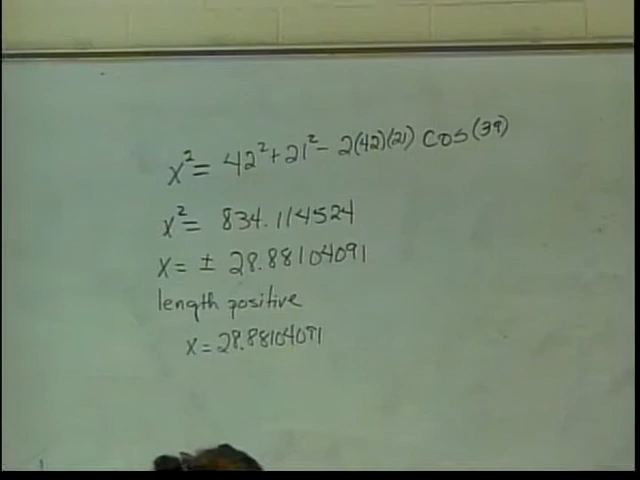 x² = 42² + 21² - 2(42)(21) cos(39)
x² = 834.114524
x = ± 28.88104091
length positive
x = 28.88104091